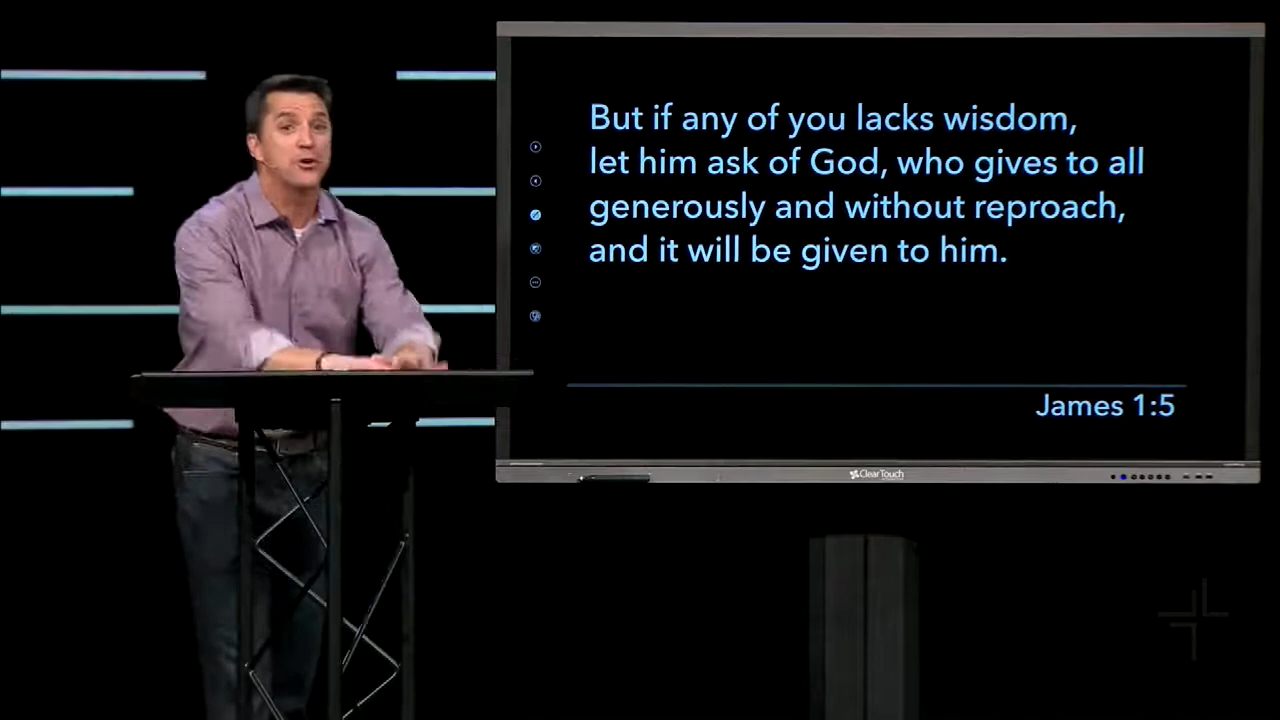 But if any of you lacks wisdom,
let him ask of God, who gives to all
generously and without reproach,
and it will be given to him.
James 1:5
ClearTouch